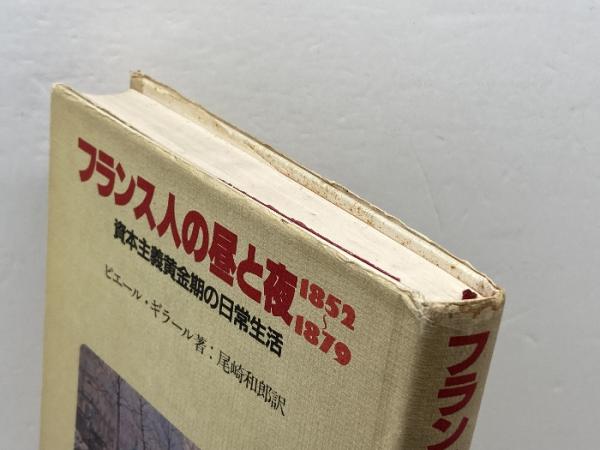 フランス人の昼と夜 1852〜1879
資本主義黄金期の日常生活
ピエール・ギラール著:尾崎和郎訳
フラン